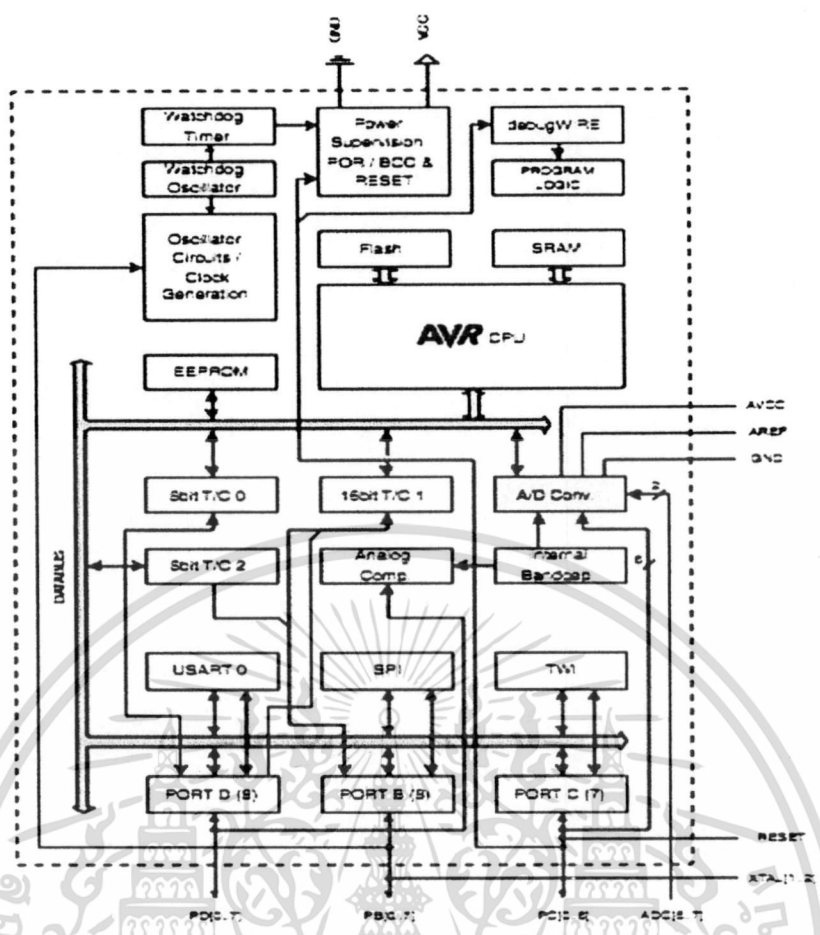 GND
VCC
Watchdog
Timer
Power
Supervision
POR / BOD &
RESET
debugWIRE
Watchdog
Oscillator
PROGRAM
LOGIC
Oscillator
Circuits /
Clock
Generation
Flash
SRAM
AVR CPU
EEPROM
AVCC
AREF
GND
8bit T/C 0
16bit T/C 1
A/D Conv.
2
8bit T/C 2
Analog
Comp.
Internal
Bandgap
6
DATABUS
USART 0
SPI
TWI
PORT D (8)
PORT B (8)
PORT C (7)
RESET
XTAL[1..2]
PD[0..7]
PB[0..7]
PC[0..6]
ADC[6..7]